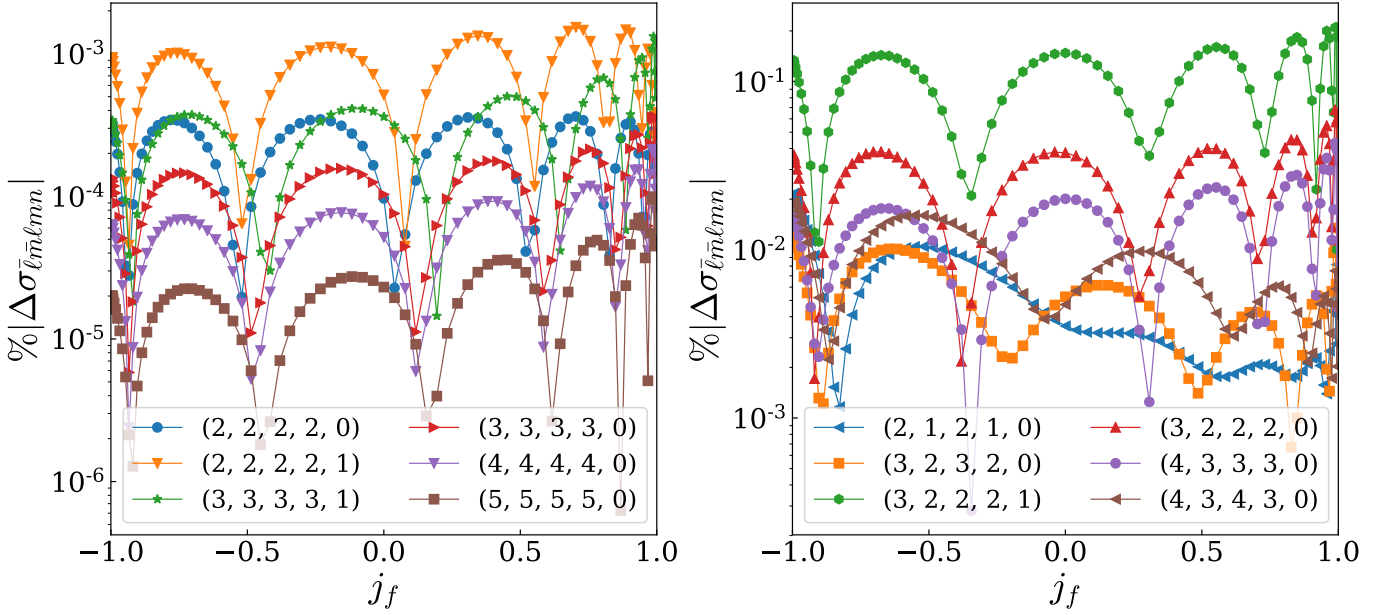 %|Δσ_{ℓ̄m̄ℓmn}|
10^{-3}
10^{-4}
10^{-5}
10^{-6}
(2, 2, 2, 2, 0)
(2, 2, 2, 2, 1)
(3, 3, 3, 3, 1)
(3, 3, 3, 3, 0)
(4, 4, 4, 4, 0)
(5, 5, 5, 5, 0)
−1.0 −0.5 0.0 0.5 1.0
j_f
%|Δσ_{ℓ̄m̄ℓmn}|
10^{-1}
10^{-2}
10^{-3}
(2, 1, 2, 1, 0)
(3, 2, 3, 2, 0)
(3, 2, 2, 2, 1)
(3, 2, 2, 2, 0)
(4, 3, 3, 3, 0)
(4, 3, 4, 3, 0)
−1.0 −0.5 0.0 0.5 1.0
j_f